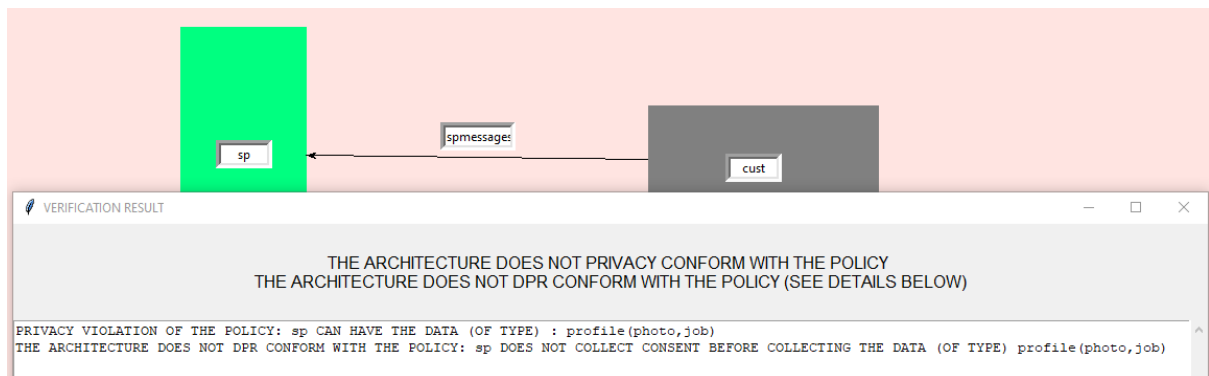 spmessages
sp
cust
VERIFICATION RESULT
THE ARCHITECTURE DOES NOT PRIVACY CONFORM WITH THE POLICY
THE ARCHITECTURE DOES NOT DPR CONFORM WITH THE POLICY (SEE DETAILS BELOW)
PRIVACY VIOLATION OF THE POLICY: sp CAN HAVE THE DATA (OF TYPE) : profile(photo,job)
THE ARCHITECTURE DOES NOT DPR CONFORM WITH THE POLICY: sp DOES NOT COLLECT CONSENT BEFORE COLLECTING THE DATA (OF TYPE) profile(photo,job)